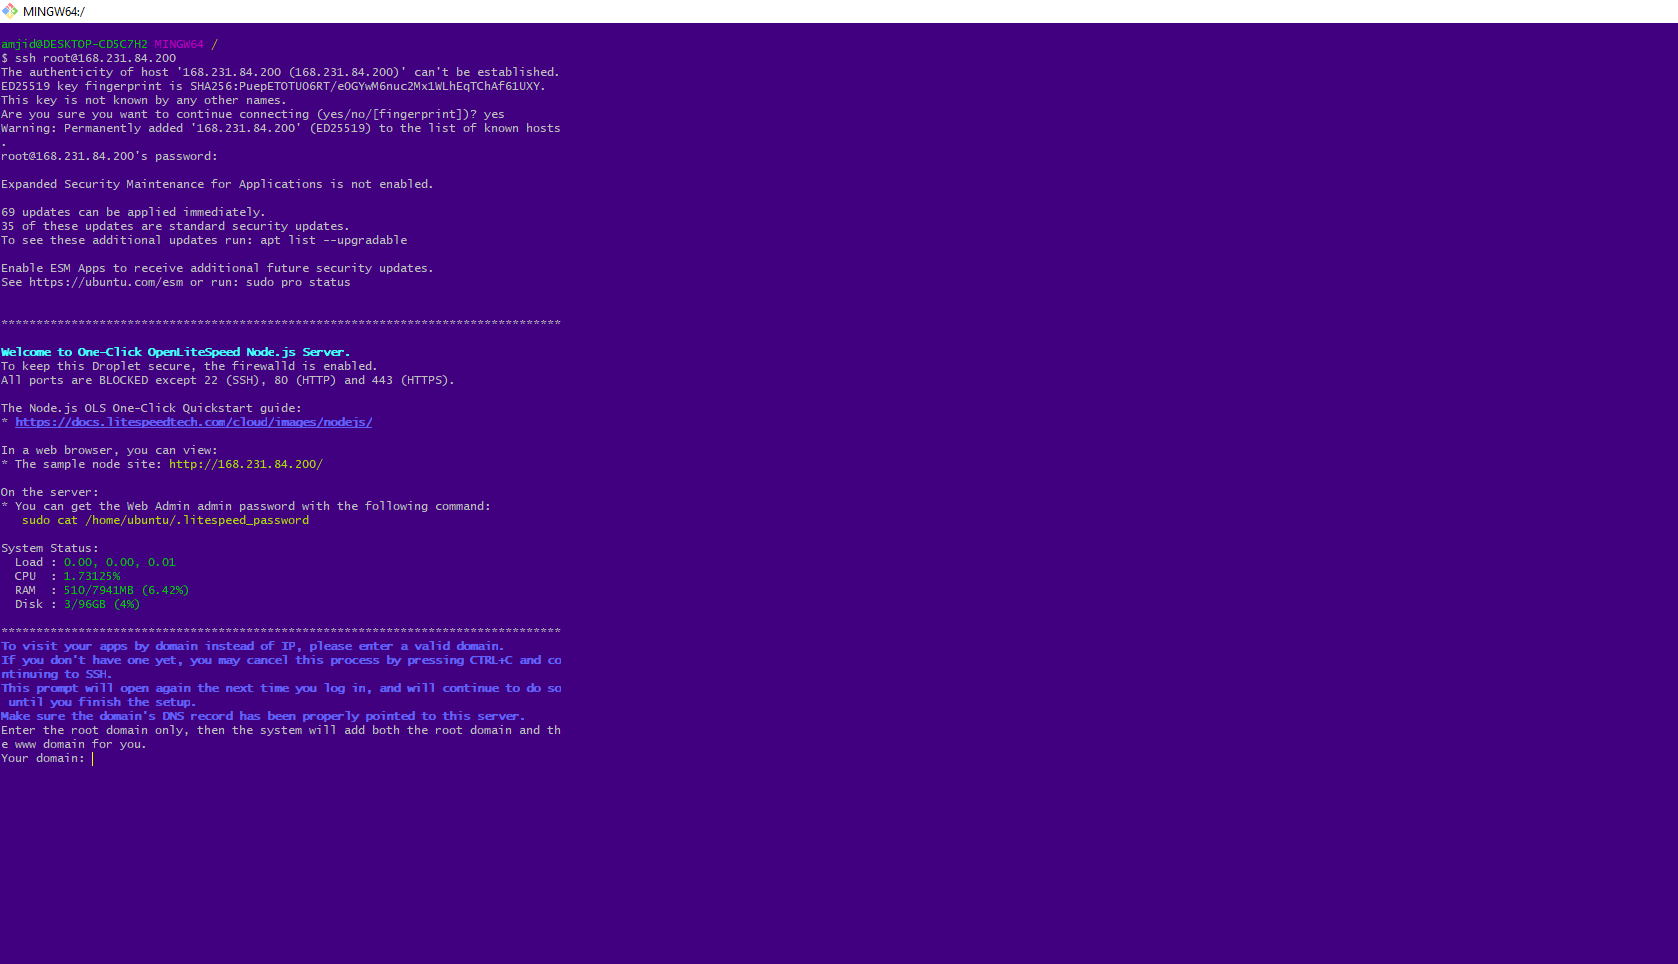 MINGW64:/
amjid@DESKTOP-CD5C7H2 MINGW64 /
$ ssh root@168.231.84.200
The authenticity of host '168.231.84.200 (168.231.84.200)' can't be established.
ED25519 key fingerprint is SHA256:PuepETOTUO6RT/eOGYwM6nuc2Mx1WLhEqTChAf61UXY.
This key is not known by any other names.
Are you sure you want to continue connecting (yes/no/[fingerprint])? yes
Warning: Permanently added '168.231.84.200' (ED25519) to the list of known hosts
.
root@168.231.84.200's password:
Expanded Security Maintenance for Applications is not enabled.
69 updates can be applied immediately.
35 of these updates are standard security updates.
To see these additional updates run: apt list --upgradable
Enable ESM Apps to receive additional future security updates.
See https://ubuntu.com/esm or run: sudo pro status
********************************************************************************
Welcome to One-Click OpenLiteSpeed Node.js Server.
To keep this Droplet secure, the firewalld is enabled.
All ports are BLOCKED except 22 (SSH), 80 (HTTP) and 443 (HTTPS).
The Node.js OLS One-Click Quickstart guide:
* https://docs.litespeedtech.com/cloud/images/nodejs/
In a web browser, you can view:
* The sample node site: http://168.231.84.200/
On the server:
* You can get the Web Admin admin password with the following command:
sudo cat /home/ubuntu/.litespeed_password
System Status:
Load : 0.00, 0.00, 0.01
CPU : 1.73125%
RAM : 510/7941MB (6.42%)
Disk : 3/96GB (4%)
********************************************************************************
To visit your apps by domain instead of IP, please enter a valid domain.
If you don't have one yet, you may cancel this process by pressing CTRL+C and co
ntinuing to SSH.
This prompt will open again the next time you log in, and will continue to do so
until you finish the setup.
Make sure the domain's DNS record has been properly pointed to this server.
Enter the root domain only, then the system will add both the root domain and th
e www domain for you.
Your domain: